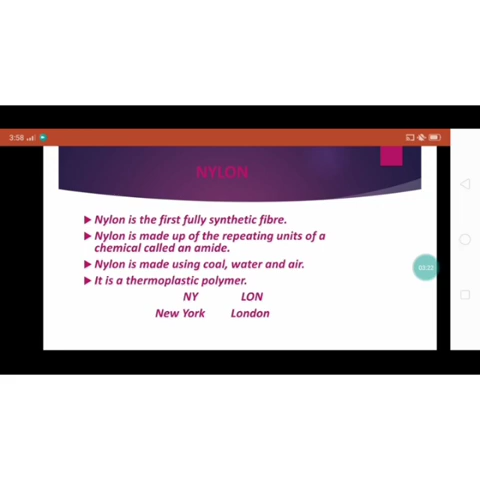 3:58
NYLON
Nylon is the first fully synthetic fibre.
Nylon is made up of the repeating units of a
chemical called an amide.
Nylon is made using coal, water and air.
It is a thermoplastic polymer.
NY LON
New York London
03:22